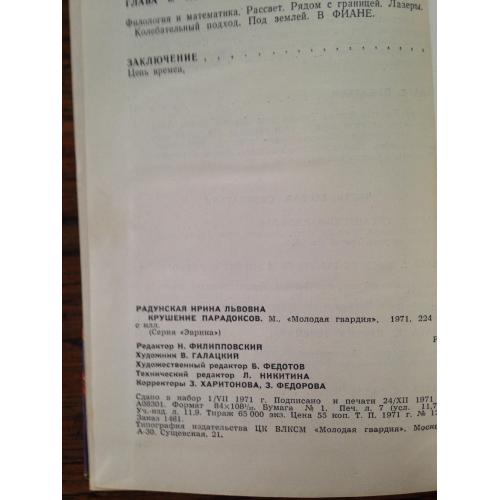 ГЛАВА
Филология и математика. Рассвет. Рядом с границей. Лазеры.
Колебательный подход. Под землей. В ФИАНЕ.
ЗАКЛЮЧЕНИЕ . . . . . . . . . . . . . .
Цепь времен,
РАДУНСКАЯ ИРИНА ЛЬВОВНА
КРУШЕНИЕ ПАРАДОКСОВ. М., «Молодая гвардия», 1971. 224
с илл.
(Серия «Эврика»)
Редактор Н. ФИЛИППОВСКИЙ
Художник В. ГАЛАЦКИЙ
Художественный редактор Б. ФЕДОТОВ
Технический редактор Л. НИКИТИНА
Корректоры З. ХАРИТОНОВА, З. ФЕДОРОВА
Сдано в набор 1/VII 1971 г. Подписано к печати 24/XII 1971
А08301. Формат 84×108¹/₃₂. Бумага № 1. Печ. л. 7 (усл. 11,7
Уч.-изд. л. 11,9. Тираж 65 000 экз. Цена 55 коп. Т. П. 1971 г. № 1
Заказ 1461.
Типография издательства ЦК ВЛКСМ «Молодая гвардия». Москв
А-30. Сущевская, 21.